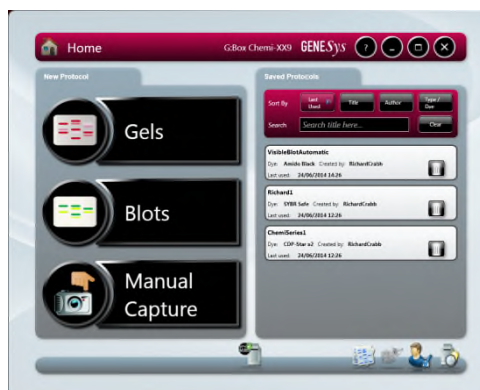 Home
G:Box Chemi-XX9 GENESys ?
New Protocol
Gels
Blots
Manual
Capture
Saved Protocols
Sort By Last Used Title Author Type / Dye
Search Search title here... Clear
VisibleBlotAutomatic
Dye: Amido Black Created by: RichardCrabb
Last used: 24/06/2014 14:26
Richard1
Dye: SYBR Safe Created by: RichardCrabb
Last used: 24/06/2014 12:26
ChemiSeries1
Dye: CDP-Star x2 Created by: RichardCrabb
Last used: 24/06/2014 12:26